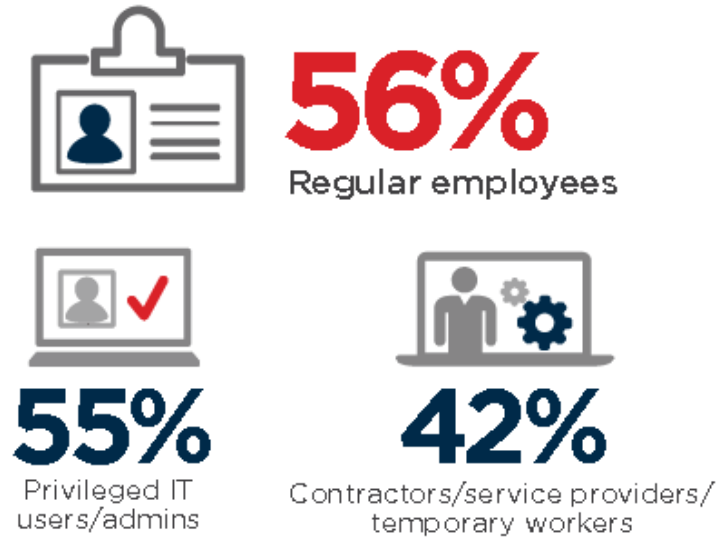 56%
Regular employees
55%
Privileged IT
users/admins
42%
Contractors/service providers/
temporary workers